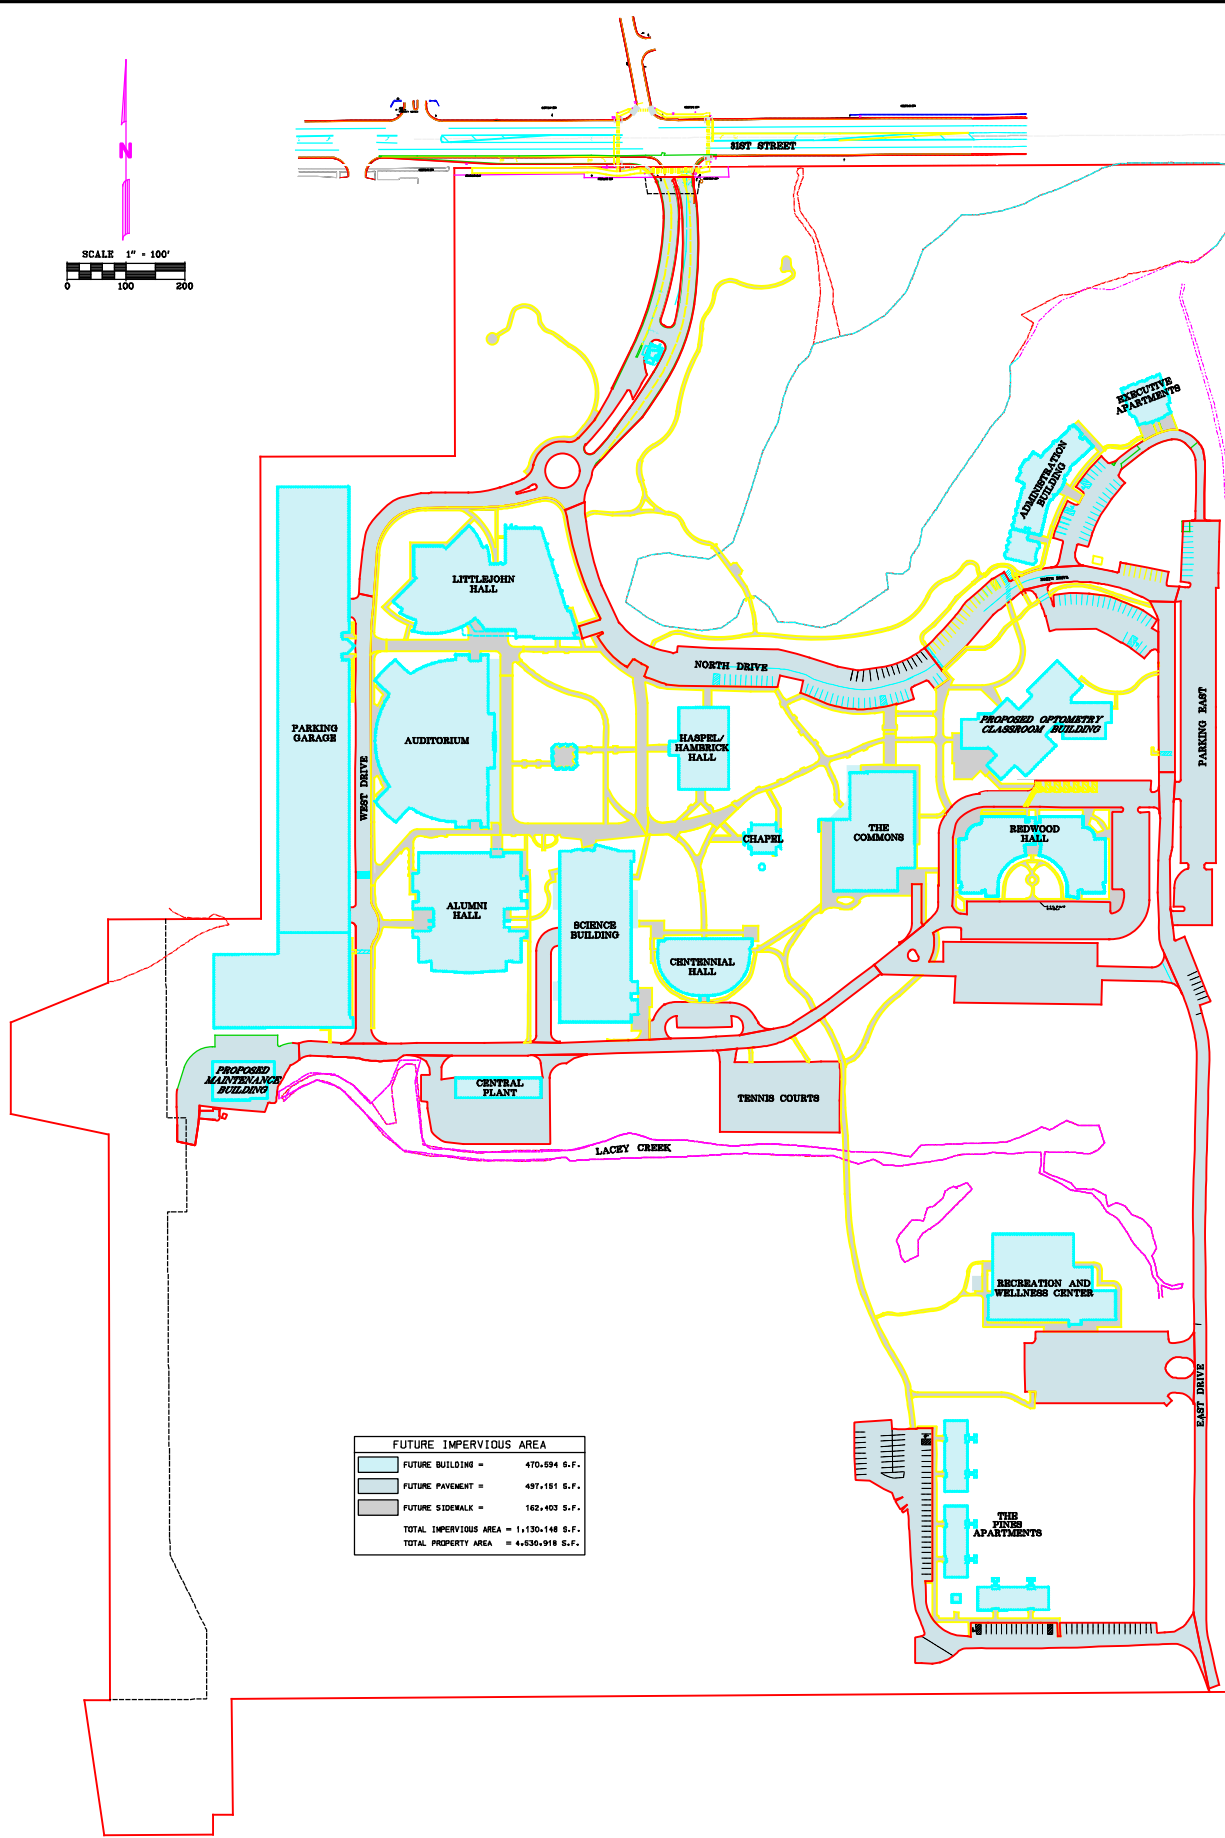 31ST STREET
N
SCALE 1" = 100'
0 100 200
EXECUTIVE
APARTMENTS
ADMINISTRATION
BUILDING
LITTLEJOHN
HALL
NORTH DRIVE
NORTH DRIVE
PARKING EAST
PARKING
GARAGE
WEST DRIVE
AUDITORIUM
HASPEL/
HAMBRICK
HALL
PROPOSED OPTOMETRY
CLASSROOM BUILDING
CHAPEL
THE
COMMONS
REDWOOD
HALL
ALUMNI
HALL
SCIENCE
BUILDING
CENTENNIAL
HALL
PROPOSED
MAINTENANCE
BUILDING
CENTRAL
PLANT
TENNIS COURTS
LACEY CREEK
RECREATION AND
WELLNESS CENTER
EAST DRIVE
FUTURE IMPERVIOUS AREA
FUTURE BUILDING = 470,594 S.F.
FUTURE PAVEMENT = 497,151 S.F.
FUTURE SIDEWALK = 162,403 S.F.
TOTAL IMPERVIOUS AREA = 1,130,148 S.F.
TOTAL PROPERTY AREA = 4,530,918 S.F.
THE
PINES
APARTMENTS